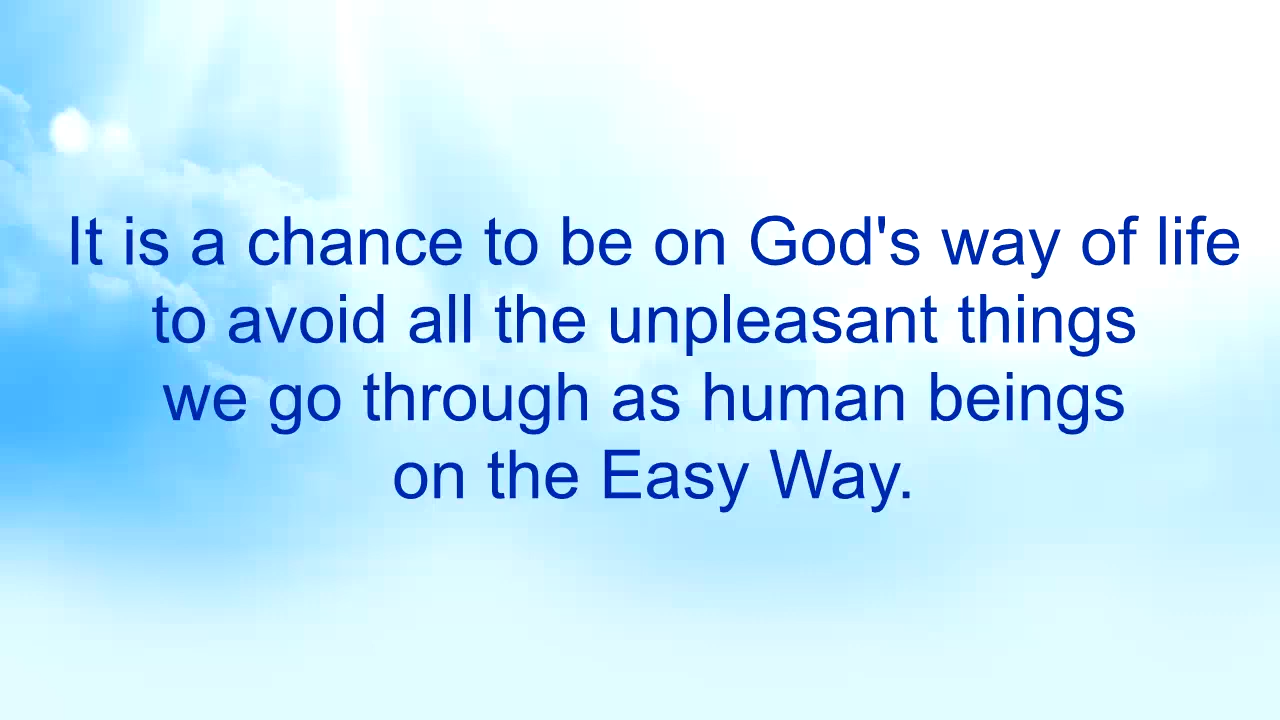 It is a chance to be on God's way of life
to avoid all the unpleasant things
we go through as human beings
on the Easy Way.